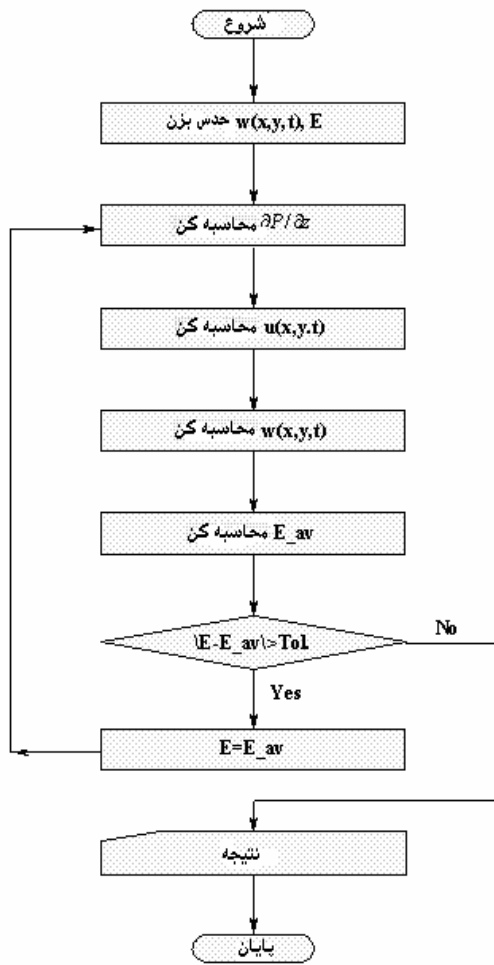 شروع
حدس بزن w(x,y,t), E
محاسبه کن ∂P/∂z
محاسبه کن u(x,y.t)
محاسبه کن w(x,y,t)
محاسبه کن E_av
\E-E_av\>Tol.
No
Yes
E=E_av
نتیجه
پایان